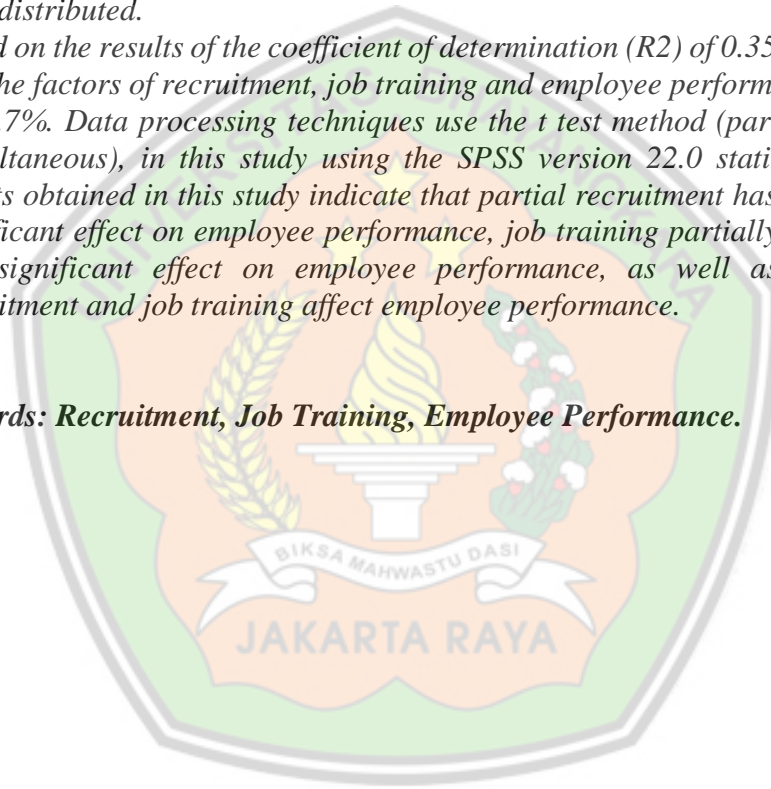 distributed.
d on the results of the coefficient of determination (R2) of 0.35
he factors of recruitment, job training and employee perform
.7%. Data processing techniques use the t test method (par
ultaneous), in this study using the SPSS version 22.0 stati
ts obtained in this study indicate that partial recruitment has
ficant effect on employee performance, job training partially
significant effect on employee performance, as well as
uitment and job training affect employee performance.
rds: Recruitment, Job Training, Employee Performance.
UNIVERSITAS BHAYANGKARA
BIKSA MAHWASTU DASI
JAKARTA RAYA